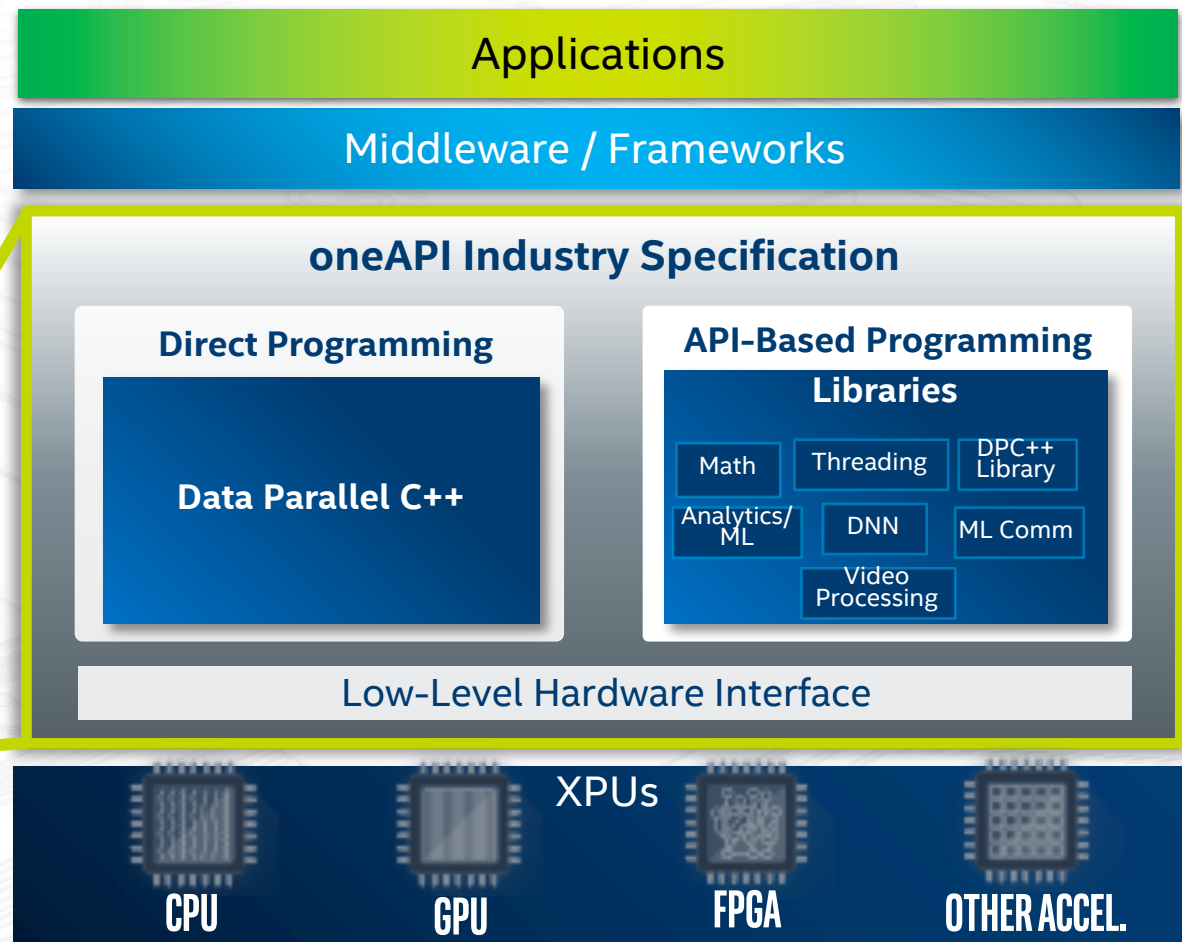 Applications
Middleware / Frameworks
oneAPI Industry Specification
Direct Programming
Data Parallel C++
API-Based Programming
Libraries
Math
Threading
DPC++
Library
Analytics/
ML
DNN
ML Comm
Video
Processing
Low-Level Hardware Interface
XPUs
CPU
GPU
FPGA
OTHER ACCEL.